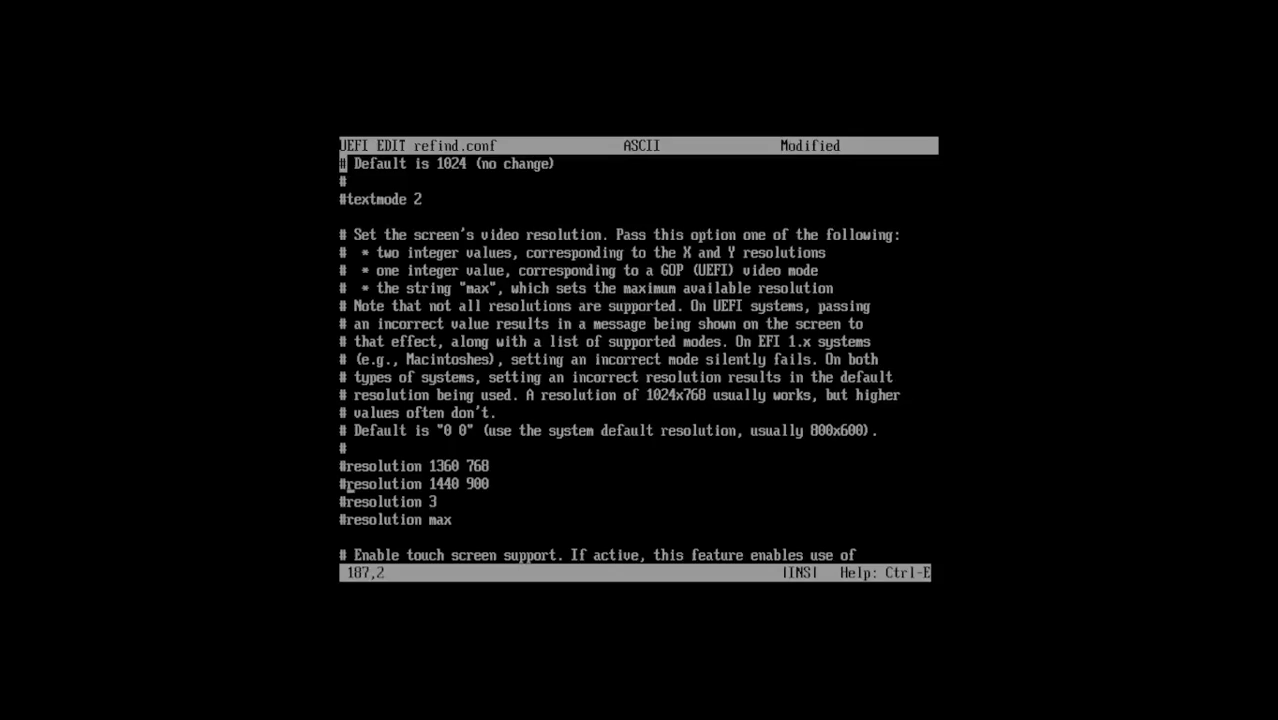 UEFI EDIT refind.conf ASCII Modified
# Default is 1024 (no change)
#
#textmode 2
# Set the screen's video resolution. Pass this option one of the following:
#  * two integer values, corresponding to the X and Y resolutions
#  * one integer value, corresponding to a GOP (UEFI) video mode
#  * the string "max", which sets the maximum available resolution
# Note that not all resolutions are supported. On UEFI systems, passing
# an incorrect value results in a message being shown on the screen to
# that effect, along with a list of supported modes. On EFI 1.x systems
# (e.g., Macintoshes), setting an incorrect mode silently fails. On both
# types of systems, setting an incorrect resolution results in the default
# resolution being used. A resolution of 1024x768 usually works, but higher
# values often don't.
# Default is "0 0" (use the system default resolution, usually 800x600).
#
#resolution 1360 768
#resolution 1440 900
#resolution 3
#resolution max
# Enable touch screen support. If active, this feature enables use of
187,2 |INS| Help: Ctrl-E